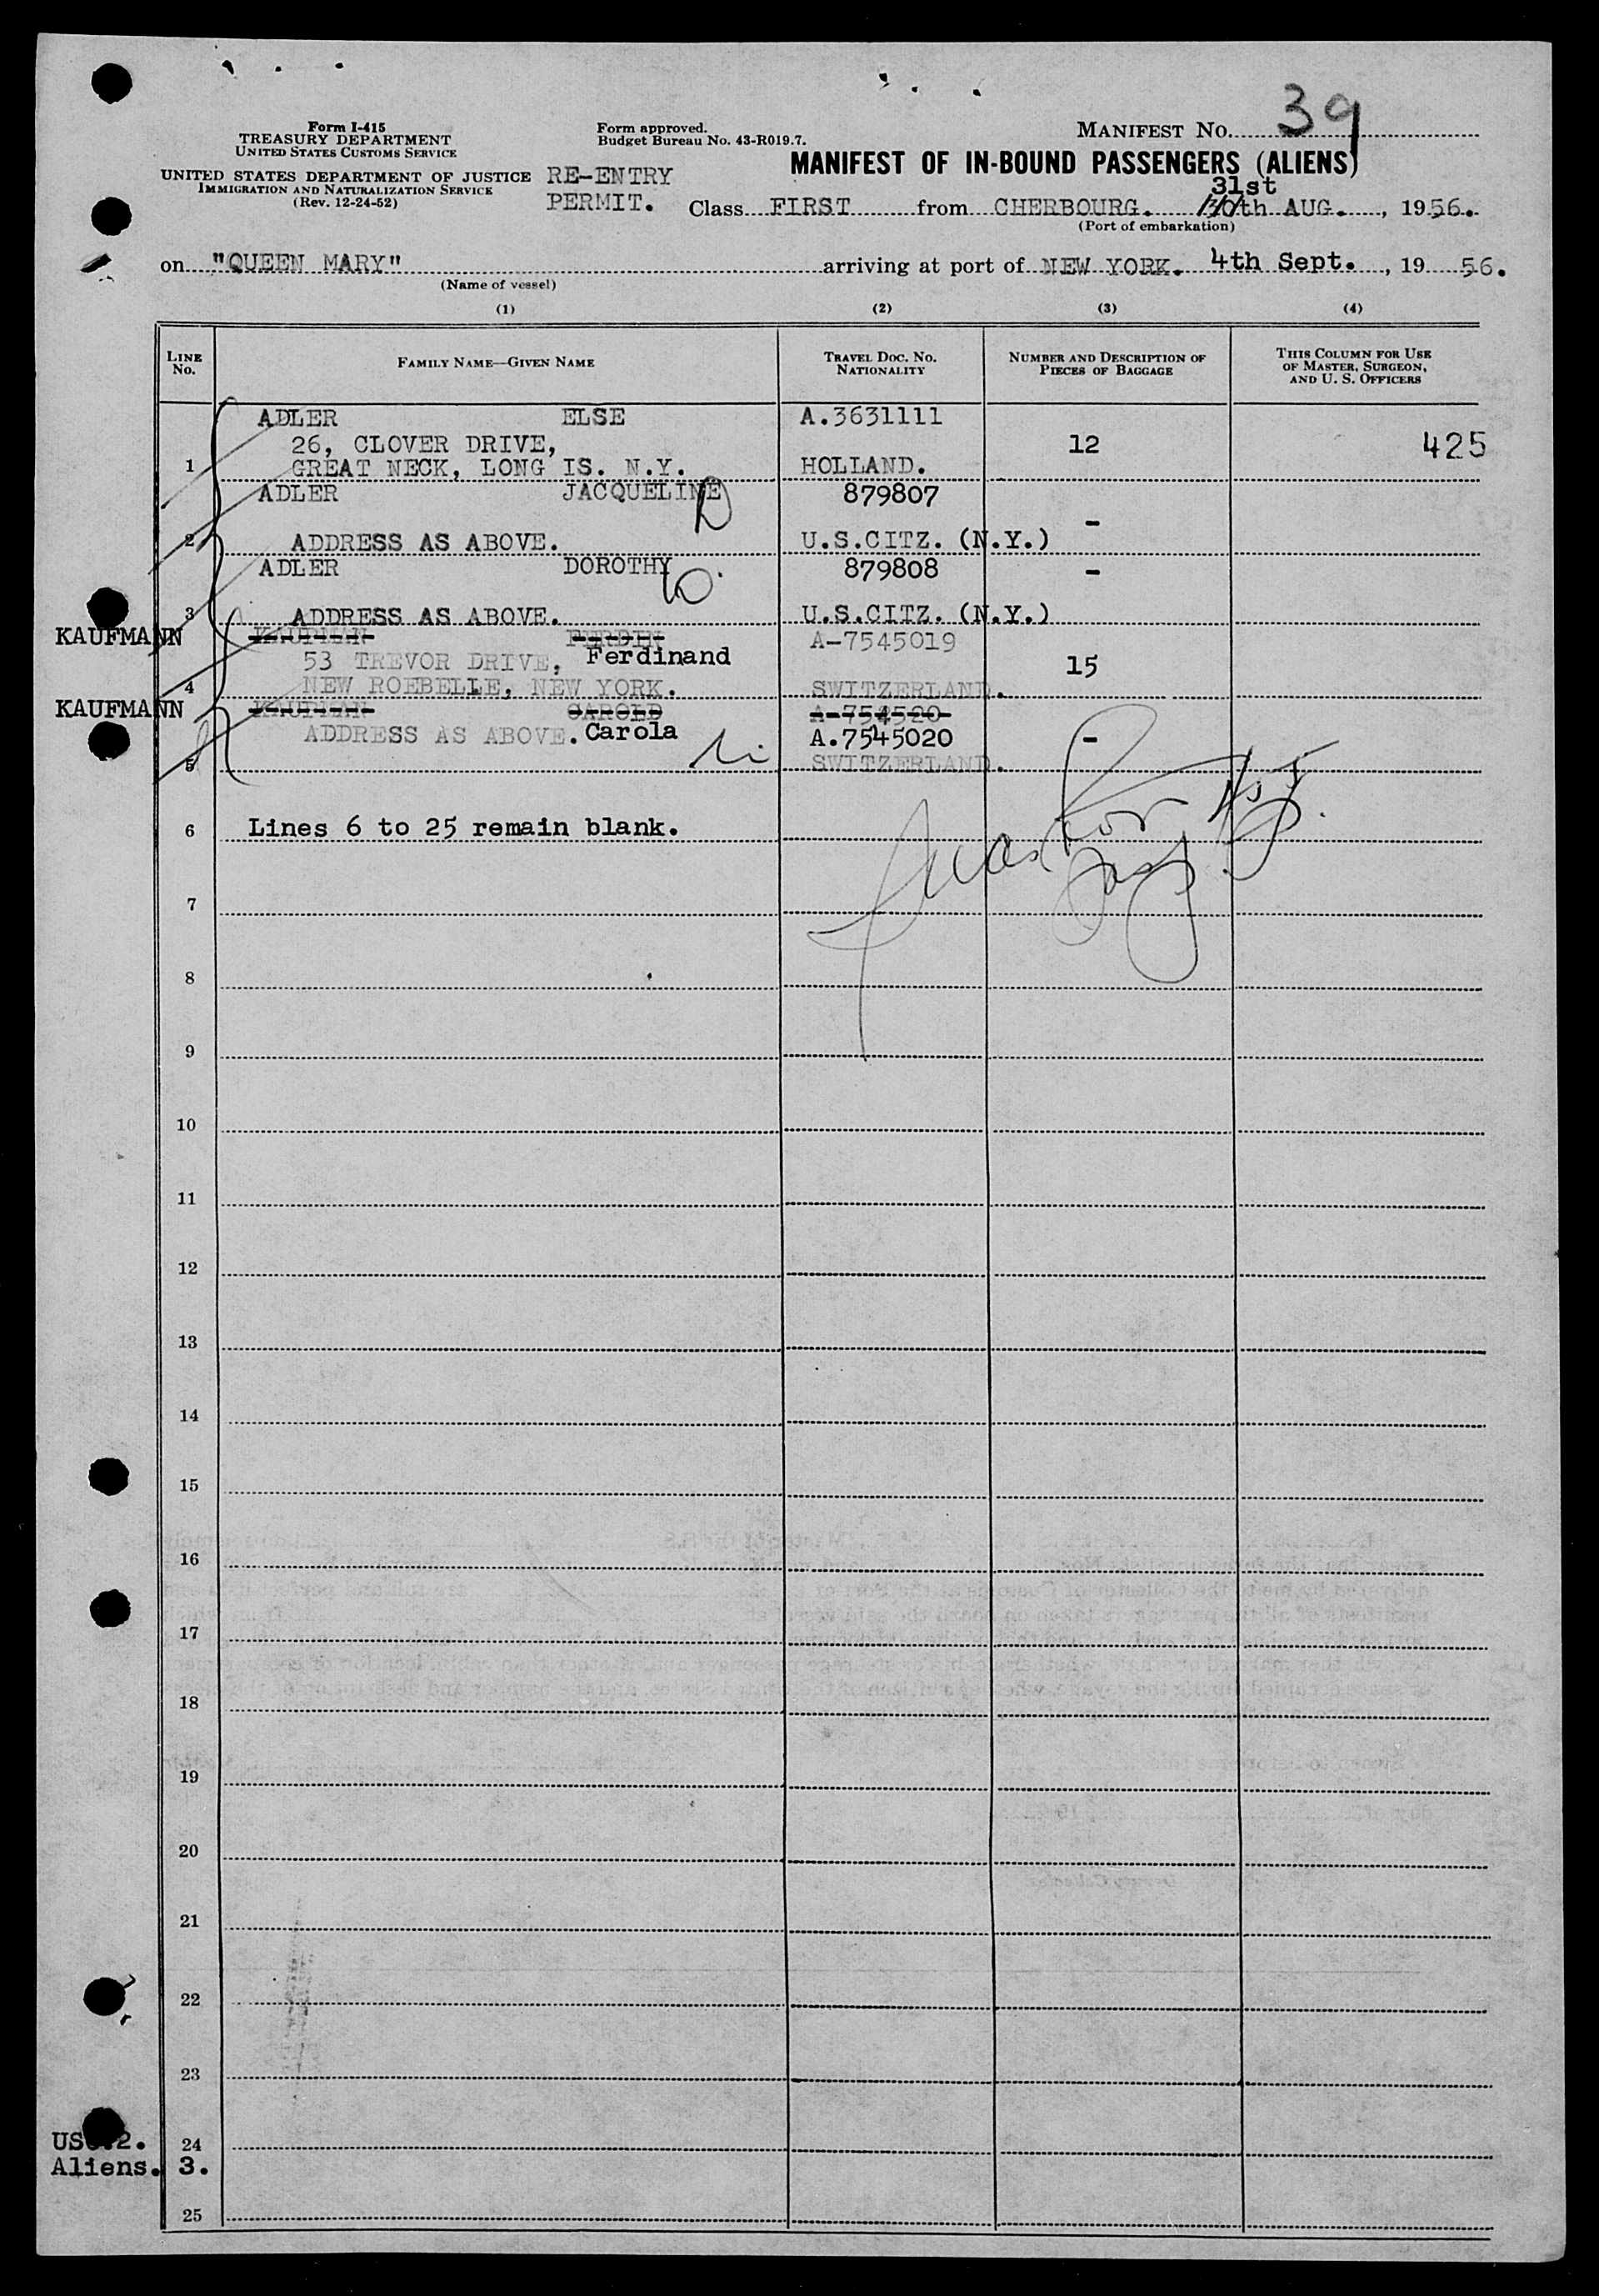 Form I-415
TREASURY DEPARTMENT
UNITED STATES CUSTOMS SERVICE
UNITED STATES DEPARTMENT OF JUSTICE
IMMIGRATION AND NATURALIZATION SERVICE
(Rev. 12-24-52)
Form approved.
Budget Bureau No. 43-R019.7.
RE-ENTRY
PERMIT.
MANIFEST NO. 39
MANIFEST OF IN-BOUND PASSENGERS (ALIENS)
31st
Class FIRST from CHERBOURG. th AUG. , 1956.
(Port of embarkation)
on "QUEEN MARY" arriving at port of NEW YORK. 4th Sept. , 19 56.
(Name of vessel)
(1) (2) (3) (4)
LINE No. FAMILY NAME—GIVEN NAME TRAVEL DOC. NO. NATIONALITY NUMBER AND DESCRIPTION OF PIECES OF BAGGAGE THIS COLUMN FOR USE OF MASTER, SURGEON, AND U. S. OFFICERS
ADLER ELSE A.3631111
26, CLOVER DRIVE, 12 425
1 GREAT NECK, LONG IS. N.Y. HOLLAND.
ADLER JACQUELINE 879807
-
2 ADDRESS AS ABOVE. U.S.CITZ. (N.Y.)
ADLER DOROTHY 879808 -
3 ADDRESS AS ABOVE. U.S.CITZ. (N.Y.)
KAUFMANN KAUFMAN FERDIN A-7545019
53 TREVOR DRIVE, Ferdinand 15
4 NEW ROEBELLE, NEW YORK. SWITZERLAND.
KAUFMANN KAUFMAN CAROLD A-754520
ADDRESS AS ABOVE. Carola A.7545020 -
5 SWITZERLAND.
6 Lines 6 to 25 remain blank.
7
8
9
10
11
12
13
14
15
16
17
18
19
20
21
22
23
24
US 2.
Aliens. 3.
25